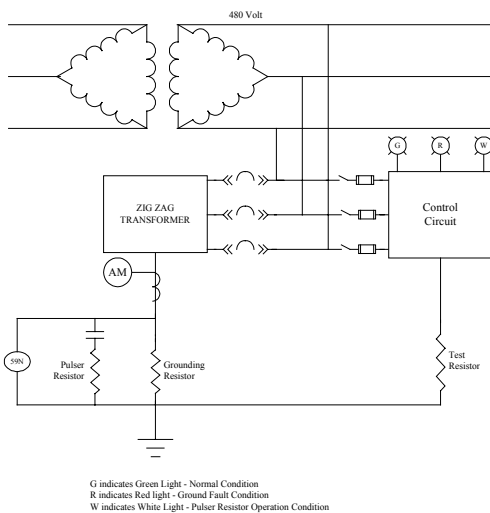 480 Volt
G
R
W
ZIG ZAG
TRANSFORMER
Control
Circuit
AM
59N
Pulser
Resistor
Grounding
Resistor
Test
Resistor
G indicates Green Light - Normal Condition
R indicates Red light - Ground Fault Condition
W indicates White Light - Pulser Resistor Operation Condition